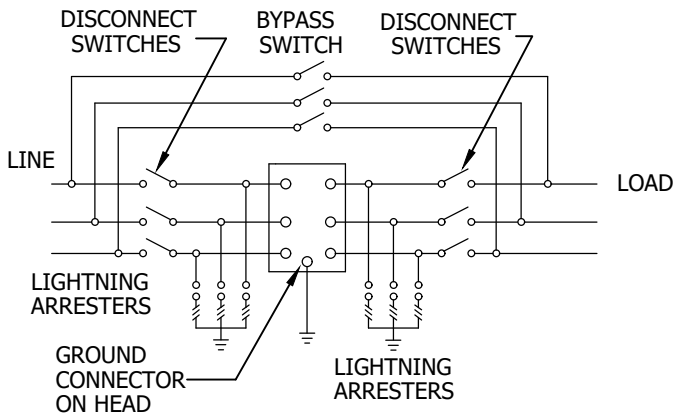 DISCONNECT
SWITCHES
BYPASS
SWITCH
DISCONNECT
SWITCHES
LINE
LOAD
LIGHTNING
ARRESTERS
GROUND
CONNECTOR
ON HEAD
LIGHTNING
ARRESTERS